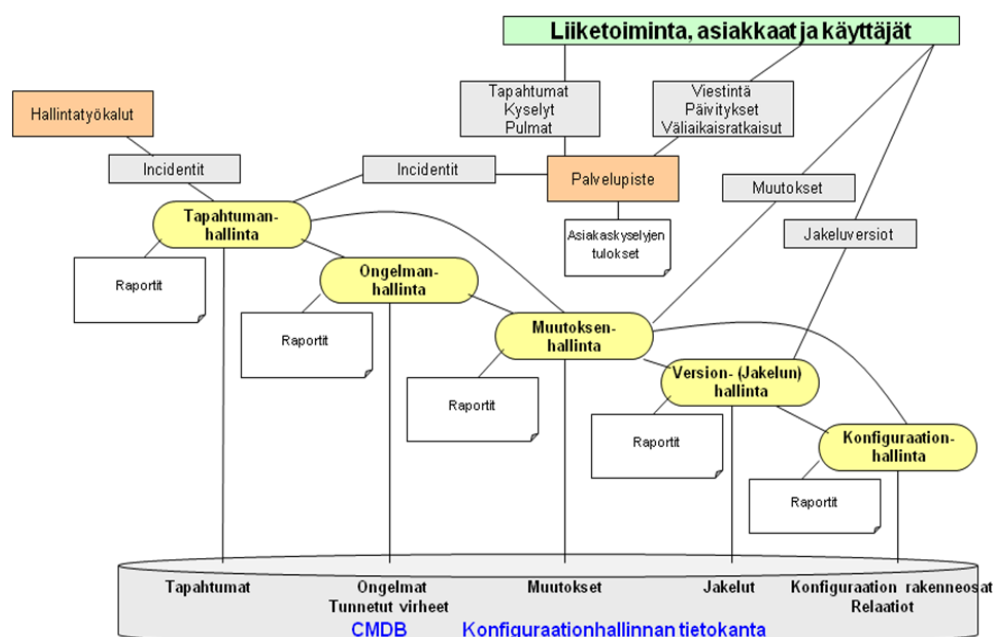 Liiketoiminta, asiakkaat ja käyttäjät
Tapahtumat
Kyselyt
Pulmat
Viestintä
Päivitykset
Väliaikaisratkaisut
Hallintatyökalut
Incidentit
Incidentit
Palvelupiste
Muutokset
Tapahtuman-
hallinta
Asiakaskyselyjen
tulokset
Jakeluversiot
Raportit
Ongelman-
hallinta
Raportit
Muutoksen-
hallinta
Raportit
Version- (Jakelun)
hallinta
Raportit
Konfiguraation-
hallinta
Raportit
Tapahtumat
Ongelmat
Tunnetut virheet
Muutokset
Jakelut
Konfiguraation rakenneosat
Relaatiot
CMDB Konfiguraationhallinnan tietokanta